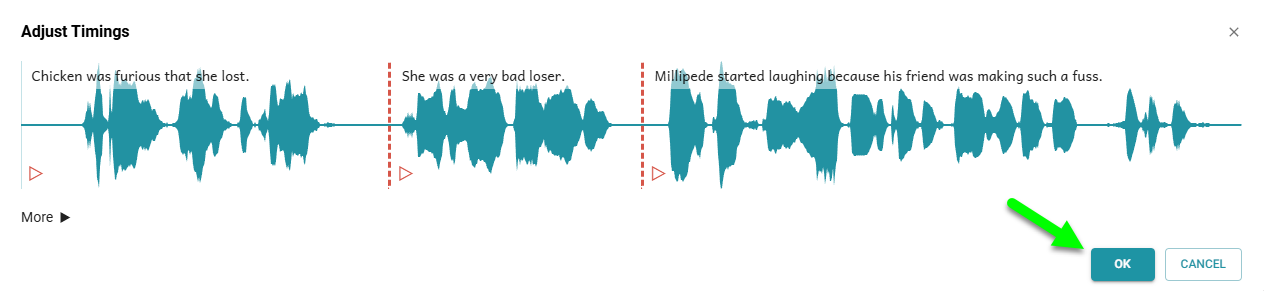 Adjust Timings
Chicken was furious that she lost. She was a very bad loser. Millipede started laughing because his friend was making such a fuss.
More
OK CANCEL